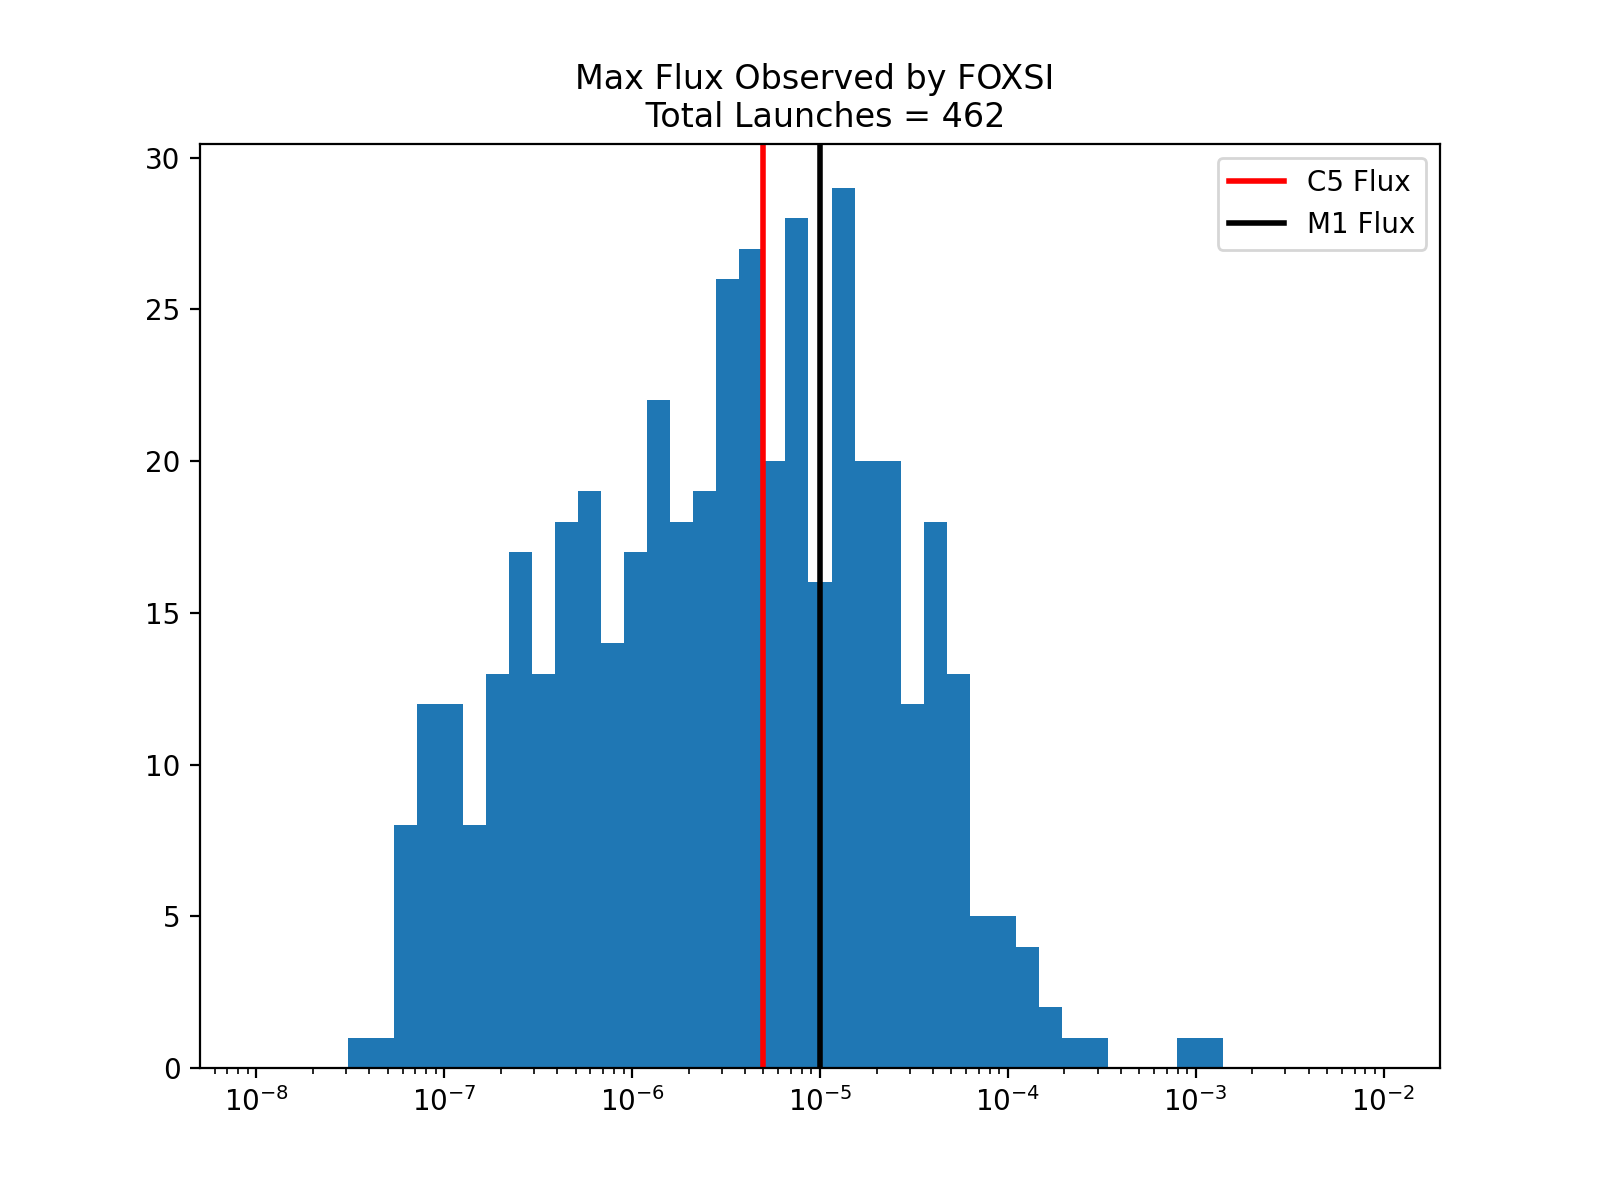 Max Flux Observed by FOXSI
Total Launches = 462
C5 Flux
M1 Flux
30
25
20
15
10
5
0
10⁻⁸ 10⁻⁷ 10⁻⁶ 10⁻⁵ 10⁻⁴ 10⁻³ 10⁻²